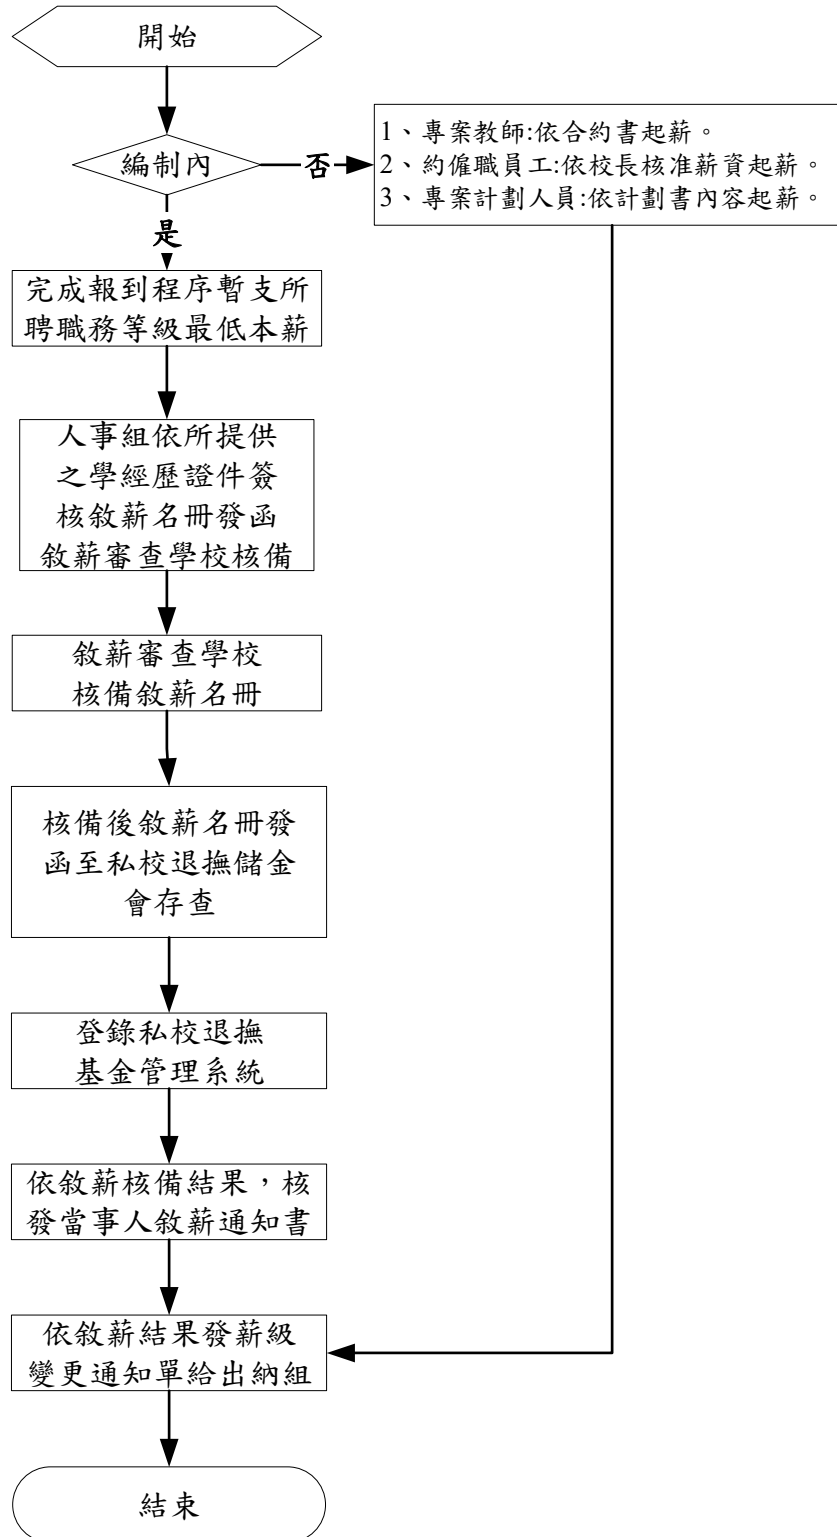 開始
編制內
否
1、專案教師:依合約書起薪。
2、約僱職員工:依校長核准薪資起薪。
3、專案計劃人員:依計劃書內容起薪。
是
完成報到程序暫支所
聘職務等級最低本薪
人事組依所提供
之學經歷證件簽
核敘薪名冊發函
敘薪審查學校核備
敘薪審查學校
核備敘薪名冊
核備後敘薪名冊發
函至私校退撫儲金
會存查
登錄私校退撫
基金管理系統
依敘薪核備結果，核
發當事人敘薪通知書
依敘薪結果發薪級
變更通知單給出納組
結束